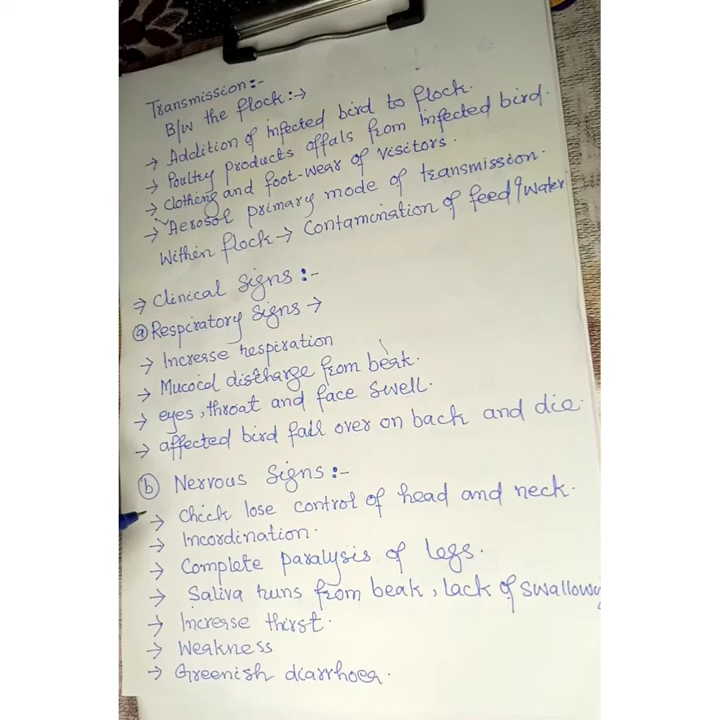 Transmission:-
B/w the flock:→
→ Addition of infected bird to flock.
→ Poultry products offals from infected bird.
→ Clotheng and foot-wear of visitors.
→ Aerosol primary mode of transmission.
Within flock → Contamination of feed & water
→ Clinical Signs:-
ⓐ Respiratory Signs →
→ Increase respiration
→ Mucocid discharge from beak.
→ eyes, throat and face swell.
→ affected bird fall over on back and die.
ⓑ Nervous Signs:-
→ Chick lose control of head and neck.
→ Incordination.
→ Complete paralysis of legs.
→ Saliva runs from beak, lack of swallowing
→ Increase thirst.
→ Weakness
→ Greenish diarrhoea.